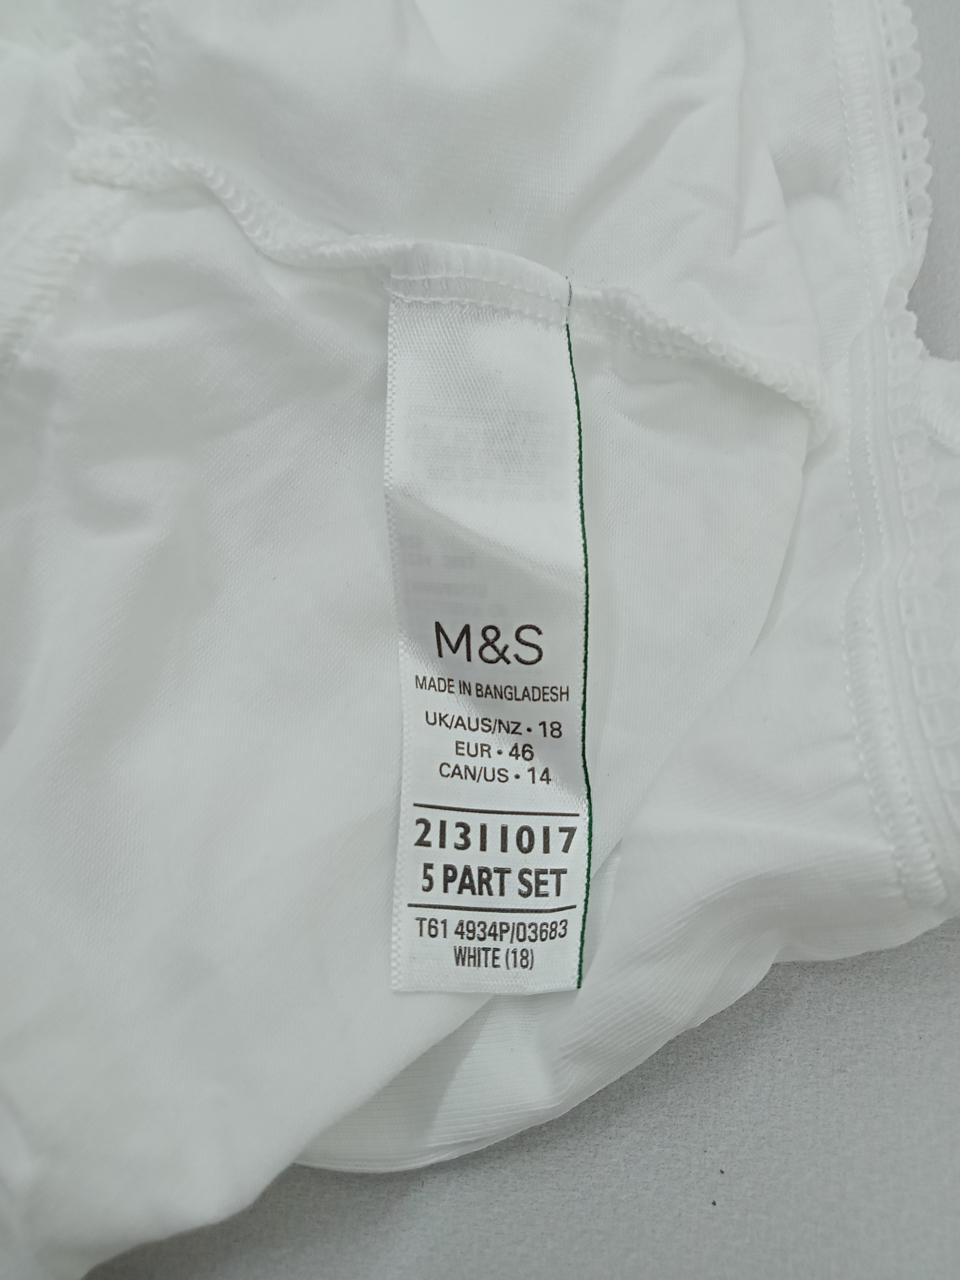 M&S
MADE IN BANGLADESH
UK/AUS/NZ • 18
EUR • 46
CAN/US • 14
21311017
5 PART SET
T61 4934P/03683
WHITE (18)